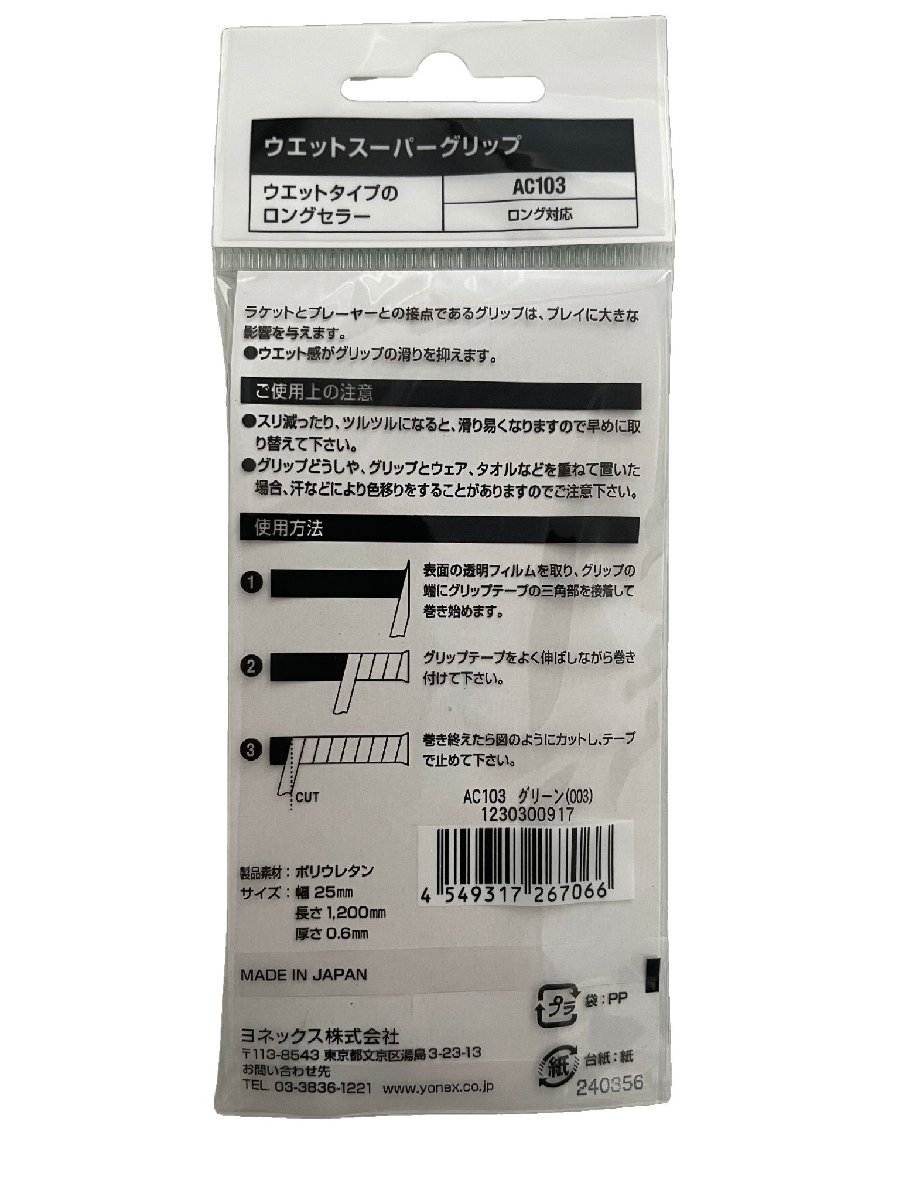 ウエットスーパーグリップ
ウエットタイプの
ロングセラー
AC103
ロング対応
ラケットとプレーヤーとの接点であるグリップは、プレイに大きな
影響を与えます。
●ウエット感がグリップの滑りを抑えます。
ご使用上の注意
●スリ減ったり、ツルツルになると、滑り易くなりますので早めに取
り替えて下さい。
●グリップどうしや、グリップとウェア、タオルなどを重ねて置いた
場合、汗などにより色移りをすることがありますのでご注意下さい。
使用方法
❶
表面の透明フィルムを取り、グリップの
端にグリップテープの三角部を接着して
巻き始めます。
❷
グリップテープをよく伸ばしながら巻き
付けて下さい。
❸
巻き終えたら図のようにカットし、テープ
で止めて下さい。
CUT
AC103 グリーン(003)
1230300917
4 549317 267066
製品素材：ポリウレタン
サイズ：幅 25mm
長さ 1,200mm
厚さ 0.6mm
MADE IN JAPAN
プラ
袋：PP
ヨネックス株式会社
〒113-8543 東京都文京区湯島3-23-13
お問い合わせ先
TEL. 03-3836-1221 www.yonex.co.jp
紙
台紙：紙
240356